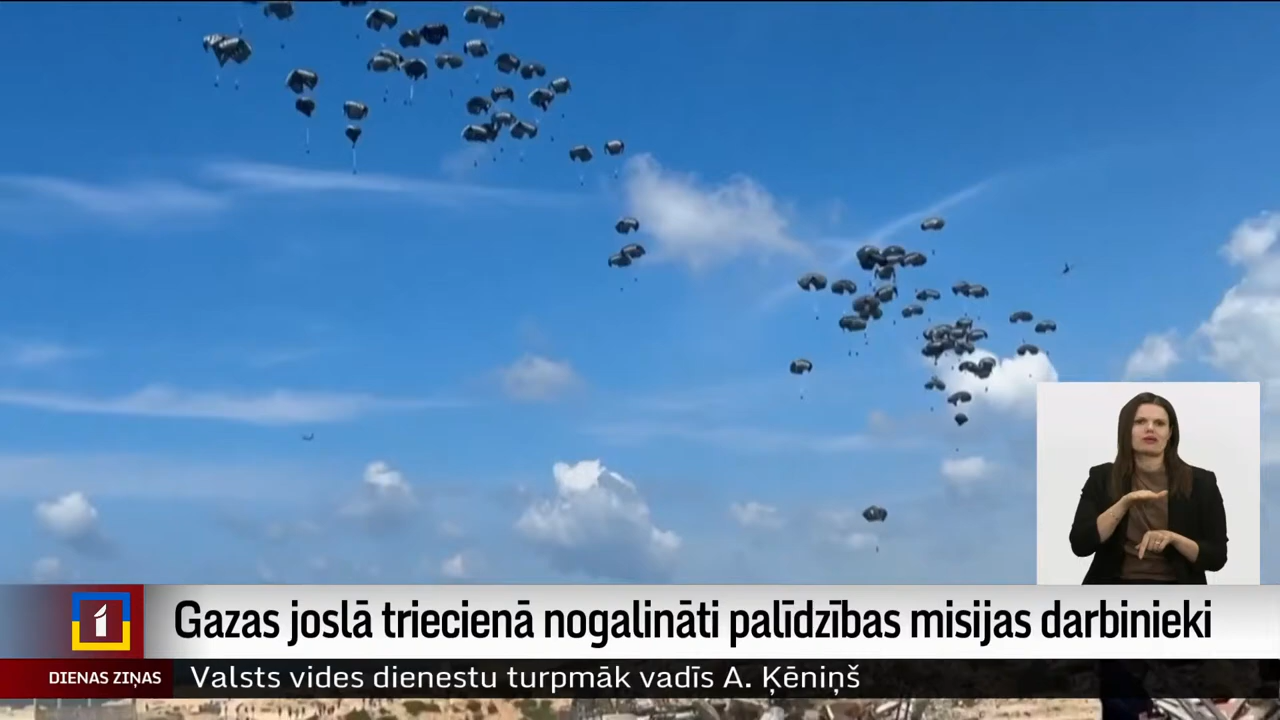 Gazas joslā triecienā nogalināti palīdzības misijas darbinieki
1
DIENAS ZIŅAS
Valsts vides dienestu turpmāk vadīs A. Ķēniņš